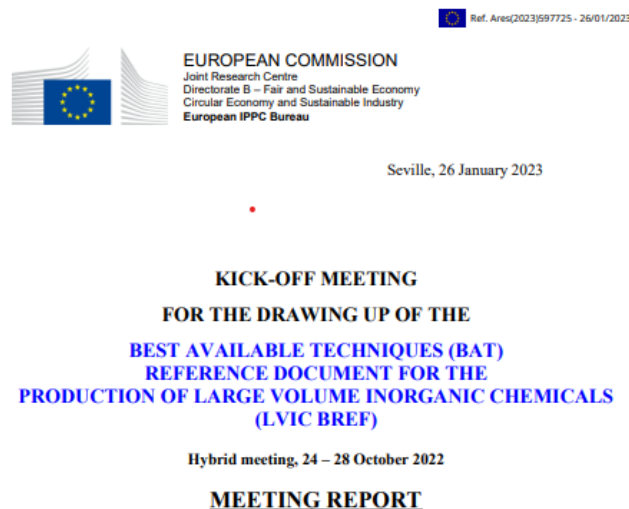 Ref. Ares(2023)597725 - 26/01/2023
EUROPEAN COMMISSION
Joint Research Centre
Directorate B – Fair and Sustainable Economy
Circular Economy and Sustainable Industry
European IPPC Bureau
Seville, 26 January 2023
KICK-OFF MEETING
FOR THE DRAWING UP OF THE
BEST AVAILABLE TECHNIQUES (BAT)
REFERENCE DOCUMENT FOR THE
PRODUCTION OF LARGE VOLUME INORGANIC CHEMICALS
(LVIC BREF)
Hybrid meeting, 24 – 28 October 2022
MEETING REPORT